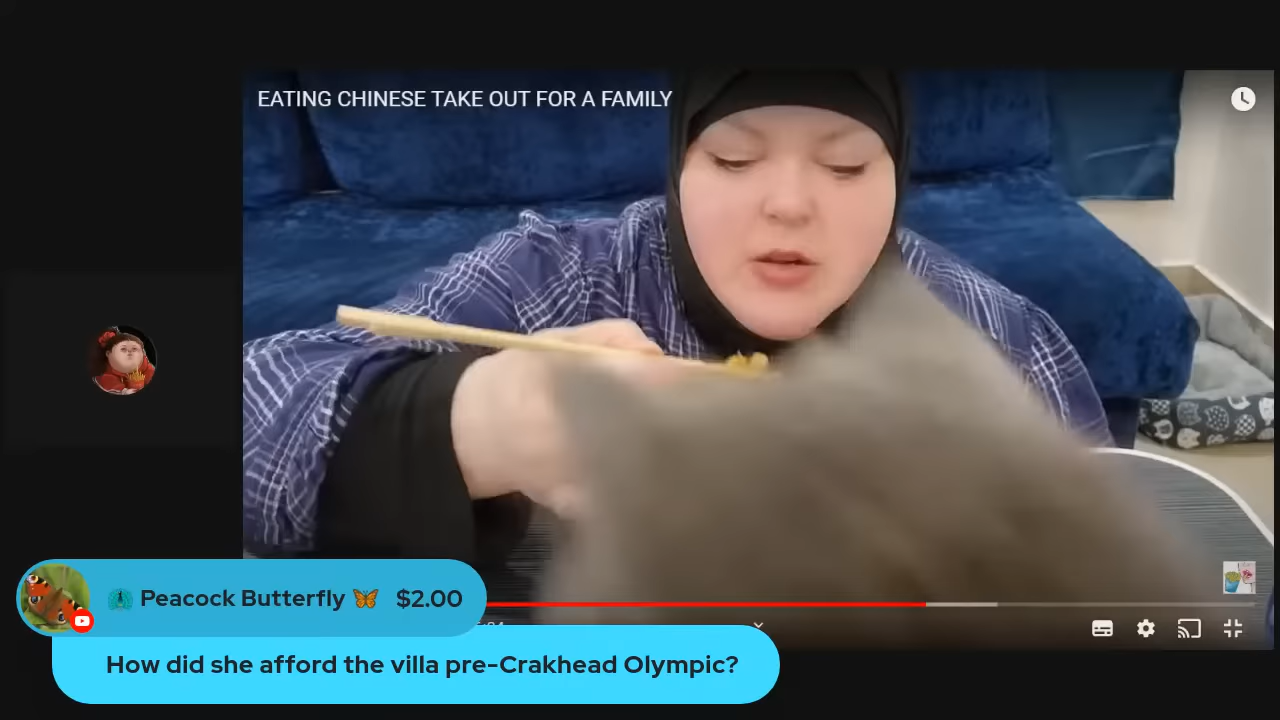 EATING CHINESE TAKE OUT FOR A FAMILY
🦚 Peacock Butterfly 🦋 $2.00
How did she afford the villa pre-Crakhead Olympic?